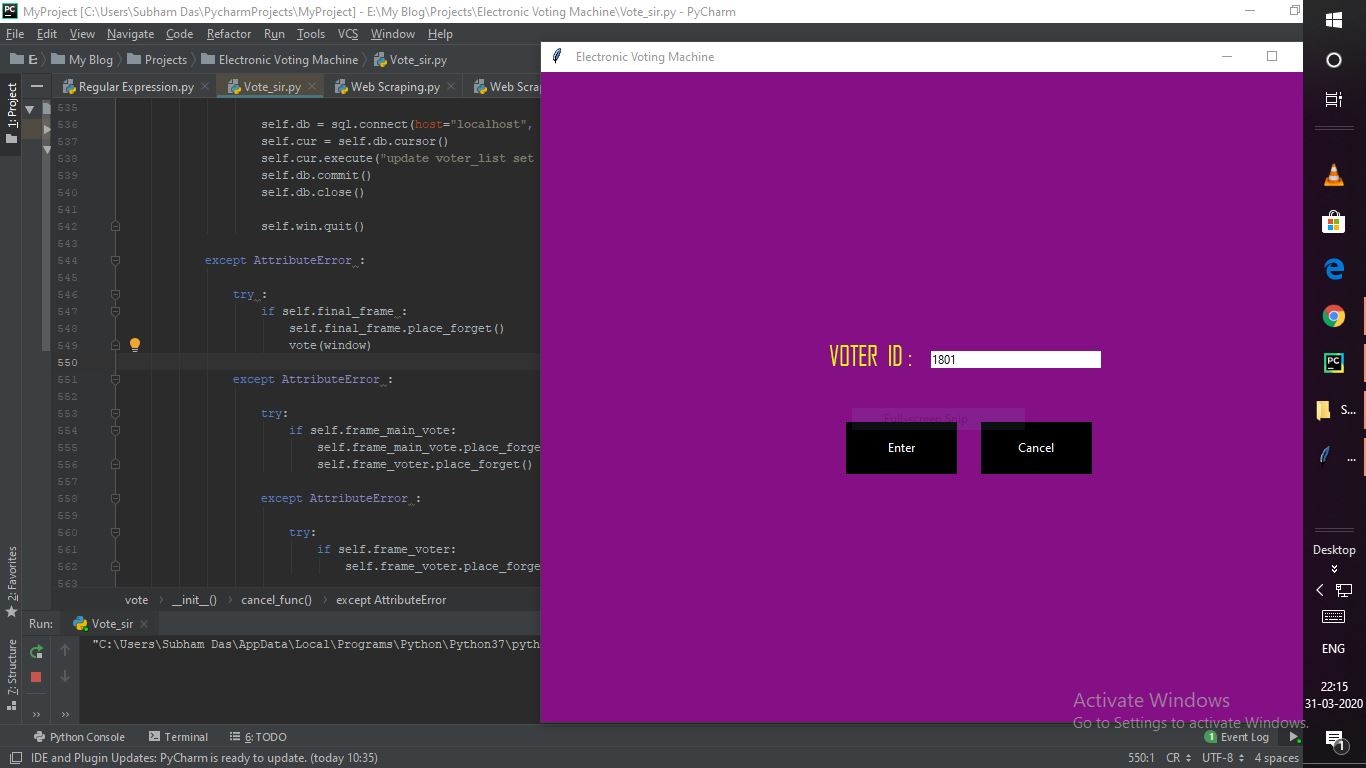 MyProject [C:\Users\Subham Das\PycharmProjects\MyProject] - E:\My Blog\Projects\Electronic Voting Machine\Vote_sir.py - PyCharm
File Edit View Navigate Code Refactor Run Tools VCS Window Help
E: My Blog Projects Electronic Voting Machine Vote_sir.py
Regular Expression.py Vote_sir.py Web Scraping.py Web Scra
1: Project
2: Favorites
7: Structure
535
536 self.db = sql.connect(host="localhost",
537 self.cur = self.db.cursor()
538 self.cur.execute("update voter_list set
539 self.db.commit()
540 self.db.close()
541
542 self.win.quit()
543
544 except AttributeError :
545
546 try :
547 if self.final_frame :
548 self.final_frame.place_forget()
549 vote(window)
550
551 except AttributeError :
552
553 try:
554 if self.frame_main_vote:
555 self.frame_main_vote.place_forge
556 self.frame_voter.place_forget()
557
558 except AttributeError :
559
560 try:
561 if self.frame_voter:
562 self.frame_voter.place_forge
563
vote __init__() cancel_func() except AttributeError
Run: Vote_sir
"C:\Users\Subham Das\AppData\Local\Programs\Python\Python37\pyth
Python Console Terminal 6: TODO 1 Event Log
IDE and Plugin Updates: PyCharm is ready to update. (today 10:35) 550:1 CR UTF-8 4 spaces
Electronic Voting Machine
VOTER ID : 1801
Full-screen Snip
Enter Cancel
Activate Windows
Go to Settings to activate Windows.
PC
S...
...
Desktop
ENG
22:15
31-03-2020
1